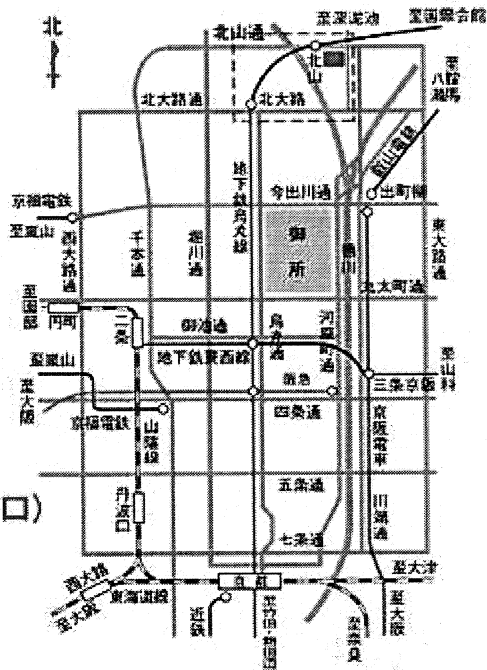 北
北山通
至深泥池
至国際会館
北山
至八瀬
北大路通
北大路
叡山電鉄
地下鉄烏丸線
今出川通
出町柳
京福電鉄
至嵐山
西大路通
千本通
堀川通
御所
鴨川
東大路通
丸太町通
至園部
円町
二条
御池通
烏丸通
河原町通
至嵐山
地下鉄東西線
至山科
至大阪
阪急
三条京阪
京福電鉄
四条通
山陰線
京阪電車
五条通
川端通
丹波口
口)
七条通
西大路
京都
至大津
至大阪
東海道線
近鉄
至奈良
至大阪